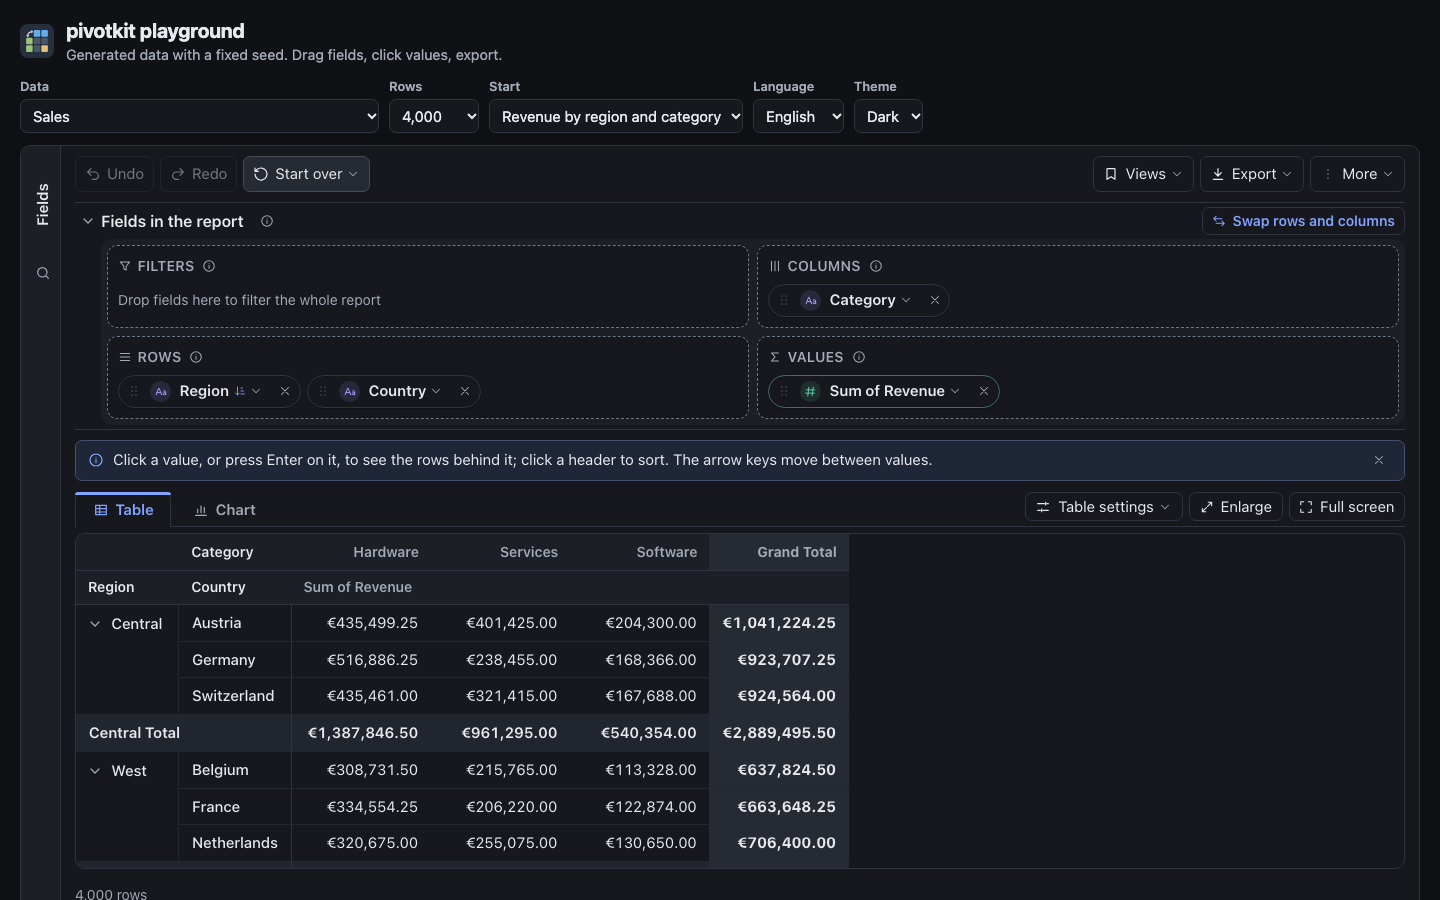 pivotkit playground
Generated data with a fixed seed. Drag fields, click values, export.
Data Rows Start Language Theme
Sales 4,000 Revenue by region and category English Dark
Fields
Undo Redo Start over Views Export More
Fields in the report Swap rows and columns
FILTERS
Drop fields here to filter the whole report
COLUMNS
Aa Category
ROWS
Aa Region Aa Country
VALUES
# Sum of Revenue
Click a value, or press Enter on it, to see the rows behind it; click a header to sort. The arrow keys move between values.
Table Chart Table settings Enlarge Full screen
Category Hardware Services Software Grand Total
Region Country Sum of Revenue
Central Austria €435,499.25 €401,425.00 €204,300.00 €1,041,224.25
Germany €516,886.25 €238,455.00 €168,366.00 €923,707.25
Switzerland €435,461.00 €321,415.00 €167,688.00 €924,564.00
Central Total €1,387,846.50 €961,295.00 €540,354.00 €2,889,495.50
West Belgium €308,731.50 €215,765.00 €113,328.00 €637,824.50
France €334,554.25 €206,220.00 €122,874.00 €663,648.25
Netherlands €320,675.00 €255,075.00 €130,650.00 €706,400.00
4,000 rows